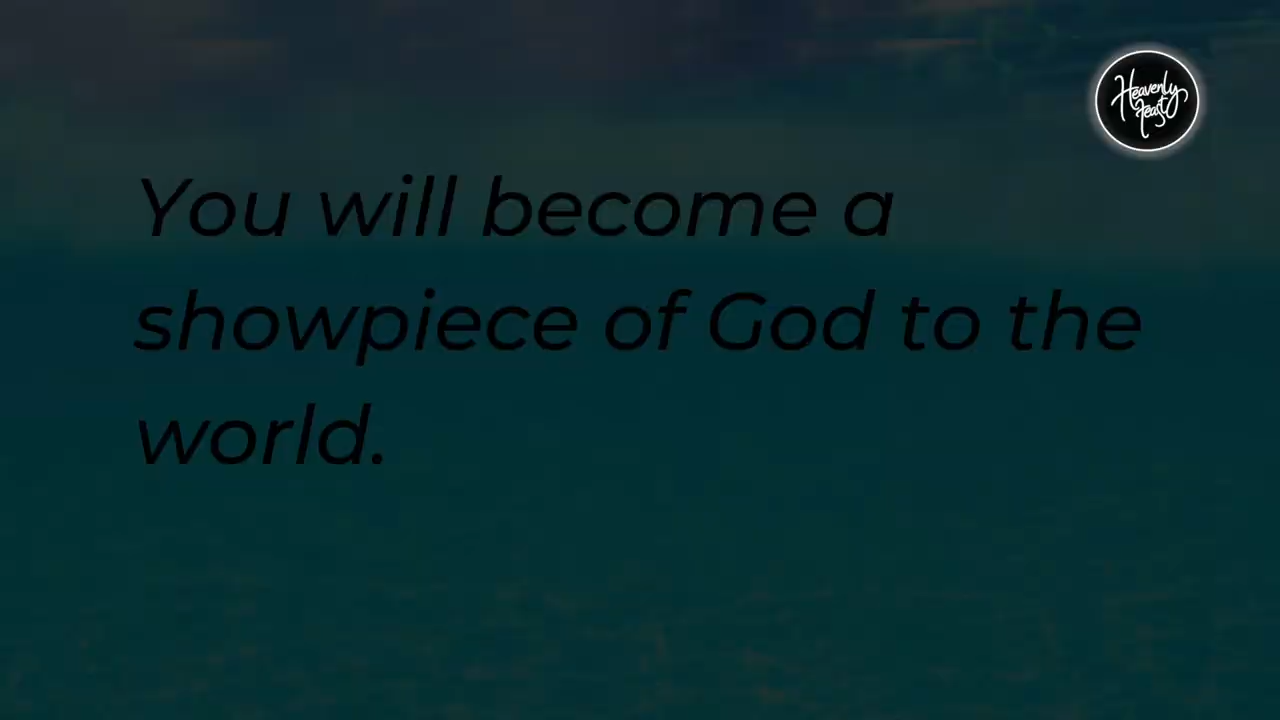 Heavenly
feast
You will become a
showpiece of God to the
world.